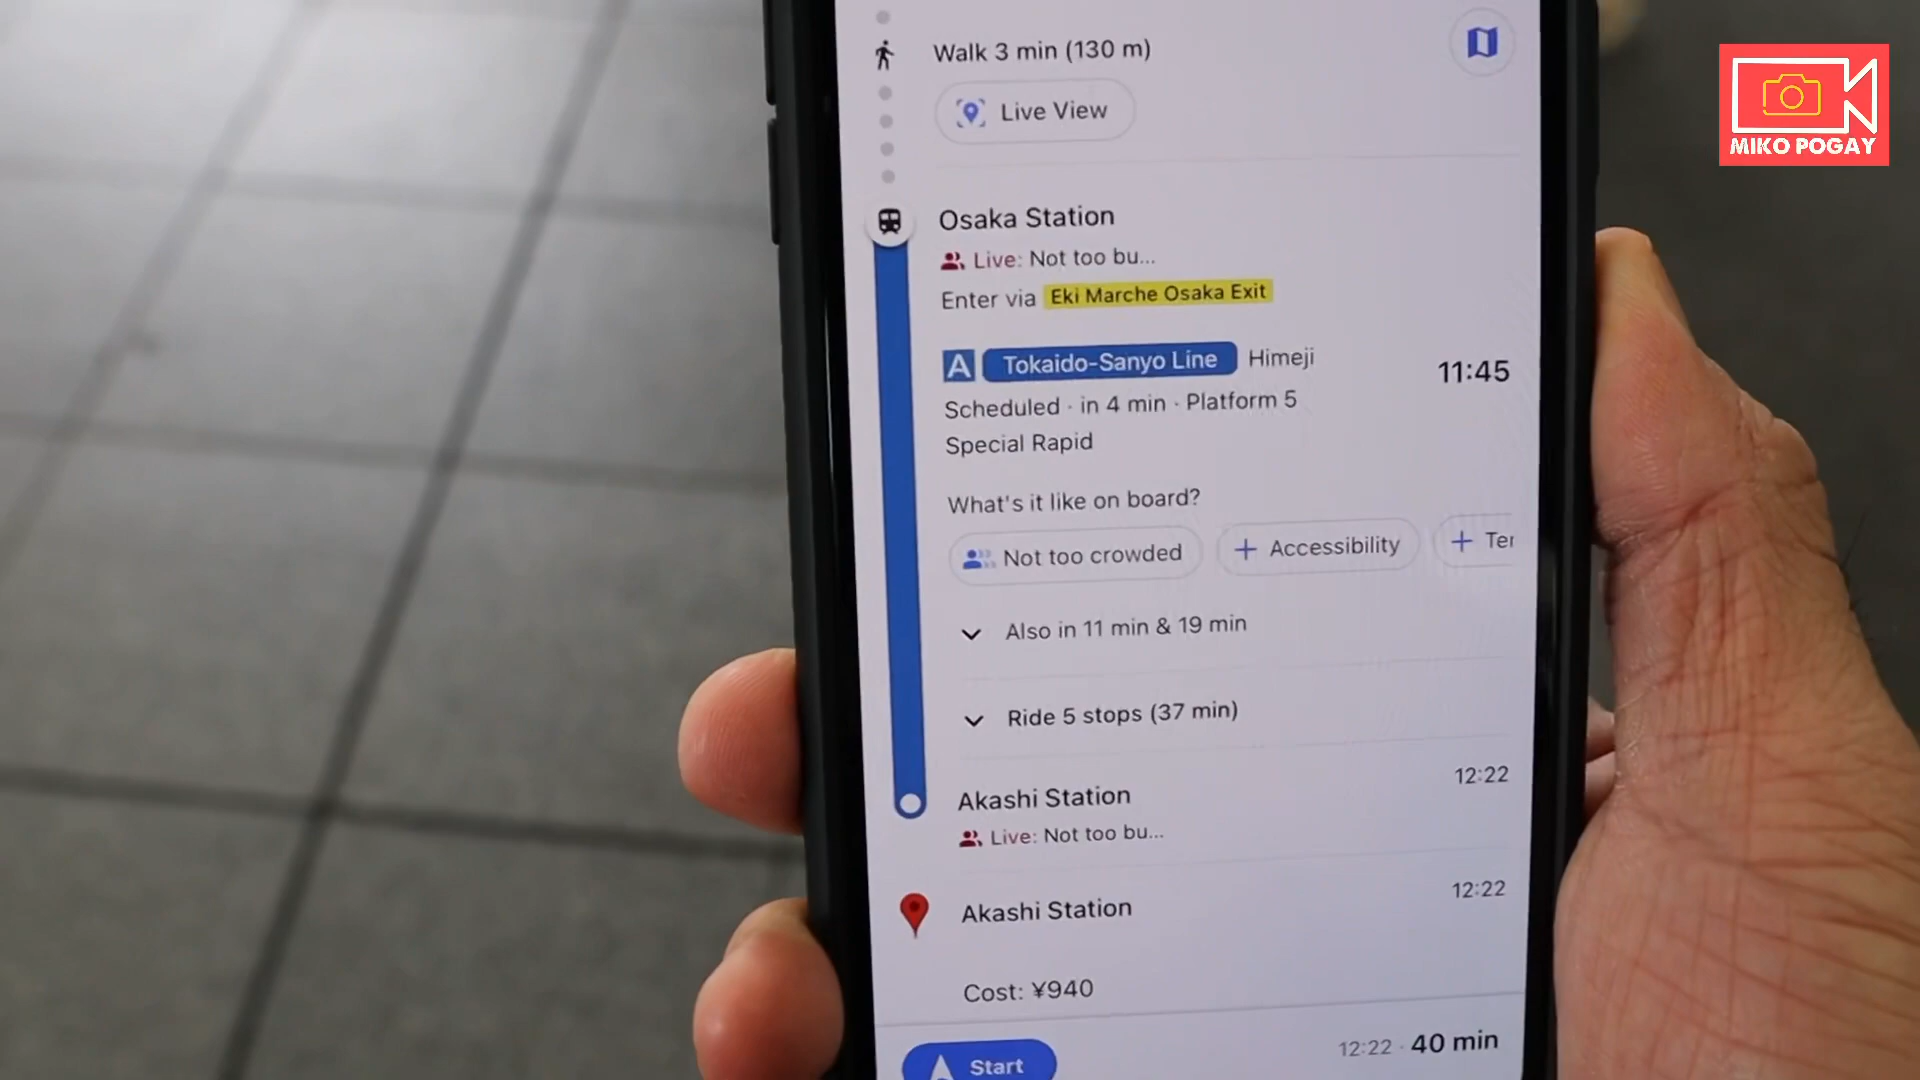 Walk 3 min (130 m)
Live View
MIKO POGAY
Osaka Station
Live: Not too bu...
Enter via Eki Marche Osaka Exit
A Tokaido-Sanyo Line Himeji
11:45
Scheduled · in 4 min · Platform 5
Special Rapid
What's it like on board?
Not too crowded
+ Accessibility
+ Ter
Also in 11 min & 19 min
Ride 5 stops (37 min)
Akashi Station
12:22
Live: Not too bu...
Akashi Station
12:22
Cost: ¥940
Start
12:22 · 40 min